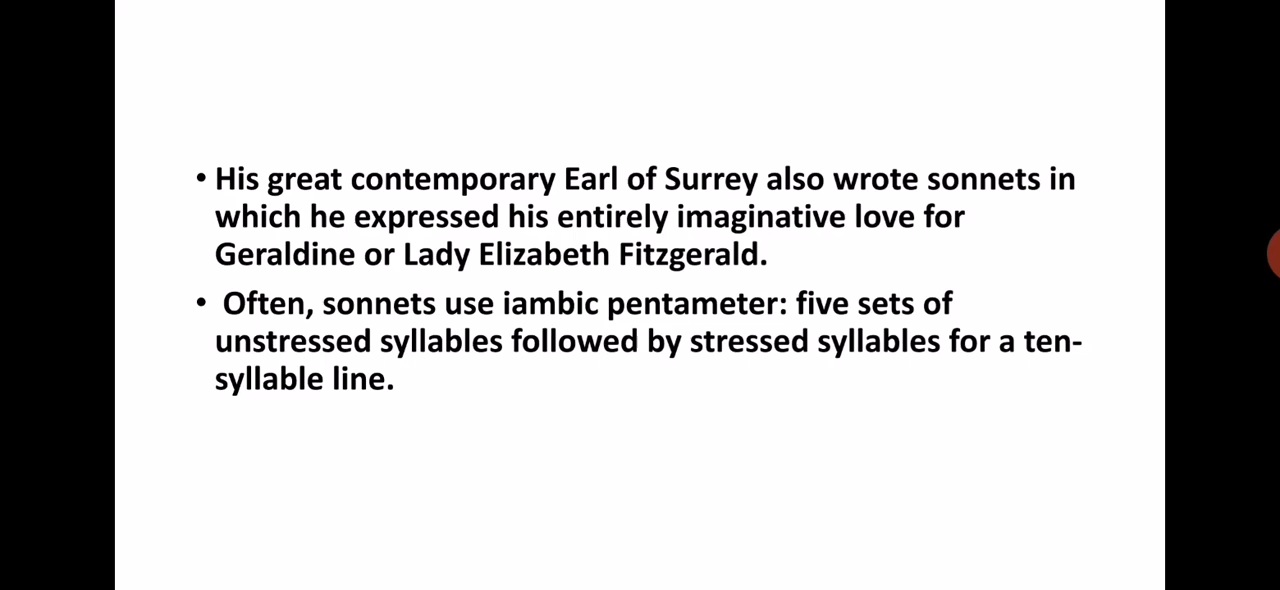 • His great contemporary Earl of Surrey also wrote sonnets in
which he expressed his entirely imaginative love for
Geraldine or Lady Elizabeth Fitzgerald.
• Often, sonnets use iambic pentameter: five sets of
unstressed syllables followed by stressed syllables for a ten-
syllable line.